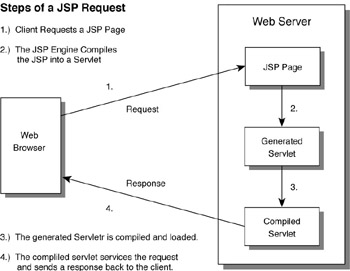 Steps of a JSP Request
1.) Client Requests a JSP Page
2.) The JSP Engine Compiles
the JSP into a Servlet
Web Server
JSP Page
1.
Request
2.
Web
Browser
Generated
Servlet
Response
3.
4.
Compiled
Servlet
3.) The generated Servletr is compiled and loaded.
4.) The compliled servlet services the request
and sends a response back to the client.